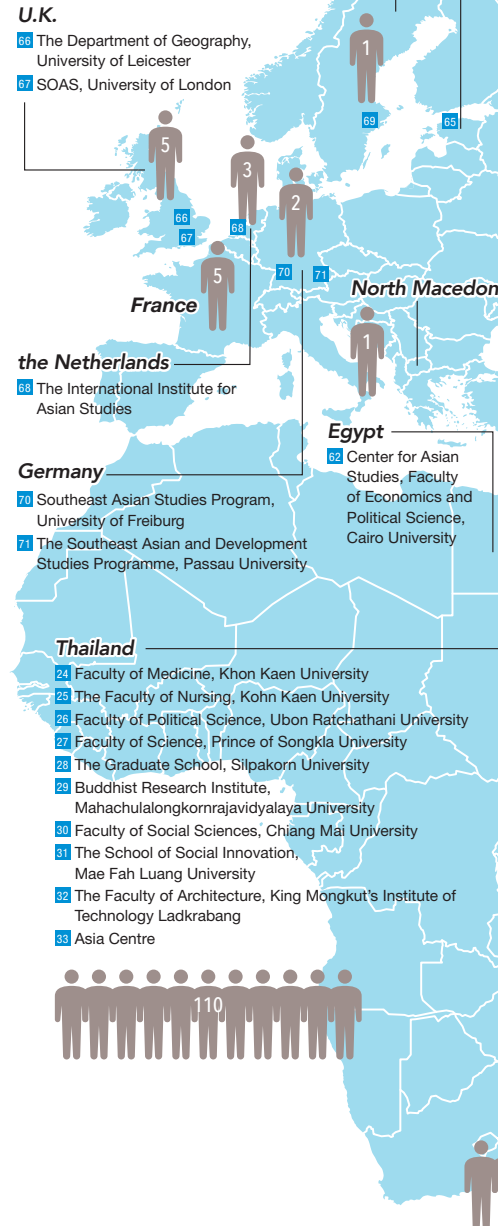 U.K.
66 The Department of Geography,
University of Leicester
67 SOAS, University of London
1
69
65
5
3
2
66
67
68
5
70
71
France
North Macedon
1
the Netherlands
68 The International Institute for
Asian Studies
Egypt
62 Center for Asian
Studies, Faculty
of Economics and
Political Science,
Cairo University
Germany
70 Southeast Asian Studies Program,
University of Freiburg
71 The Southeast Asian and Development
Studies Programme, Passau University
Thailand
24 Faculty of Medicine, Khon Kaen University
25 The Faculty of Nursing, Kohn Kaen University
26 Faculty of Political Science, Ubon Ratchathani University
27 Faculty of Science, Prince of Songkla University
28 The Graduate School, Silpakorn University
29 Buddhist Research Institute,
Mahachulalongkornrajavidyalaya University
30 Faculty of Social Sciences, Chiang Mai University
31 The School of Social Innovation,
Mae Fah Luang University
32 The Faculty of Architecture, King Mongkut's Institute of
Technology Ladkrabang
33 Asia Centre
110